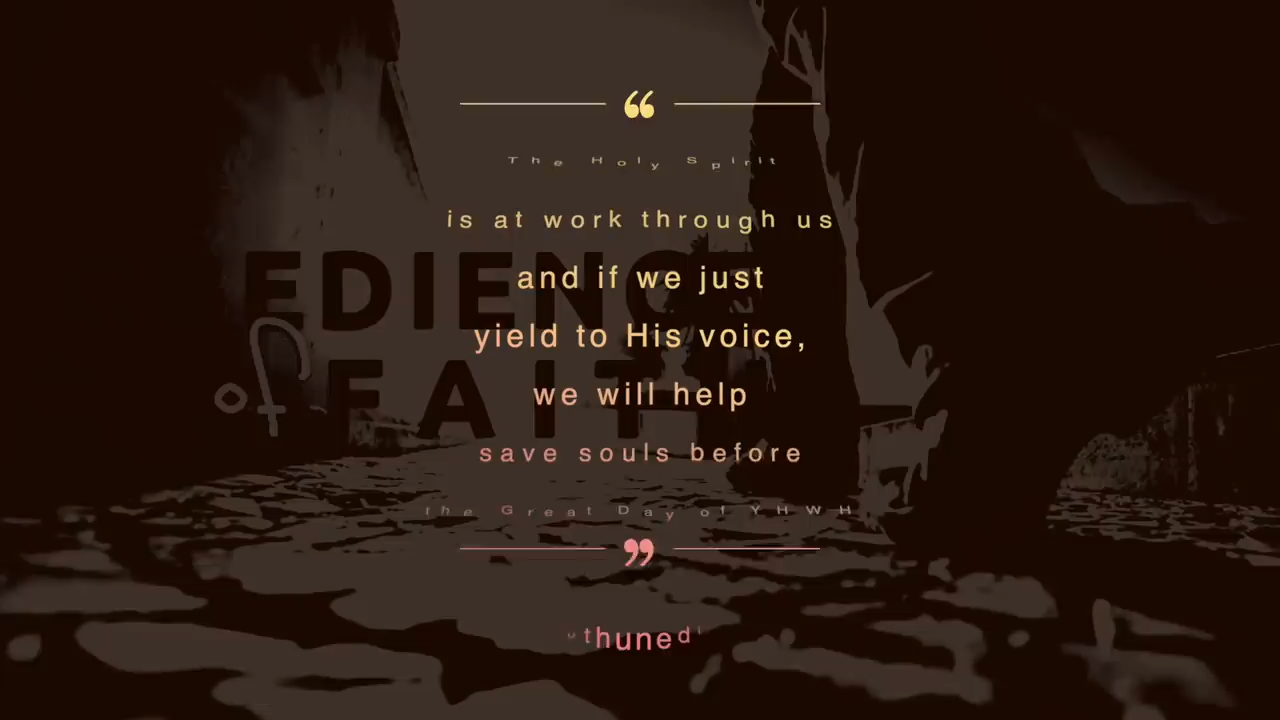 The Holy Spirit
is at work through us
and if we just
yield to His voice,
we will help
save souls before
the Great Day of YHWH
of